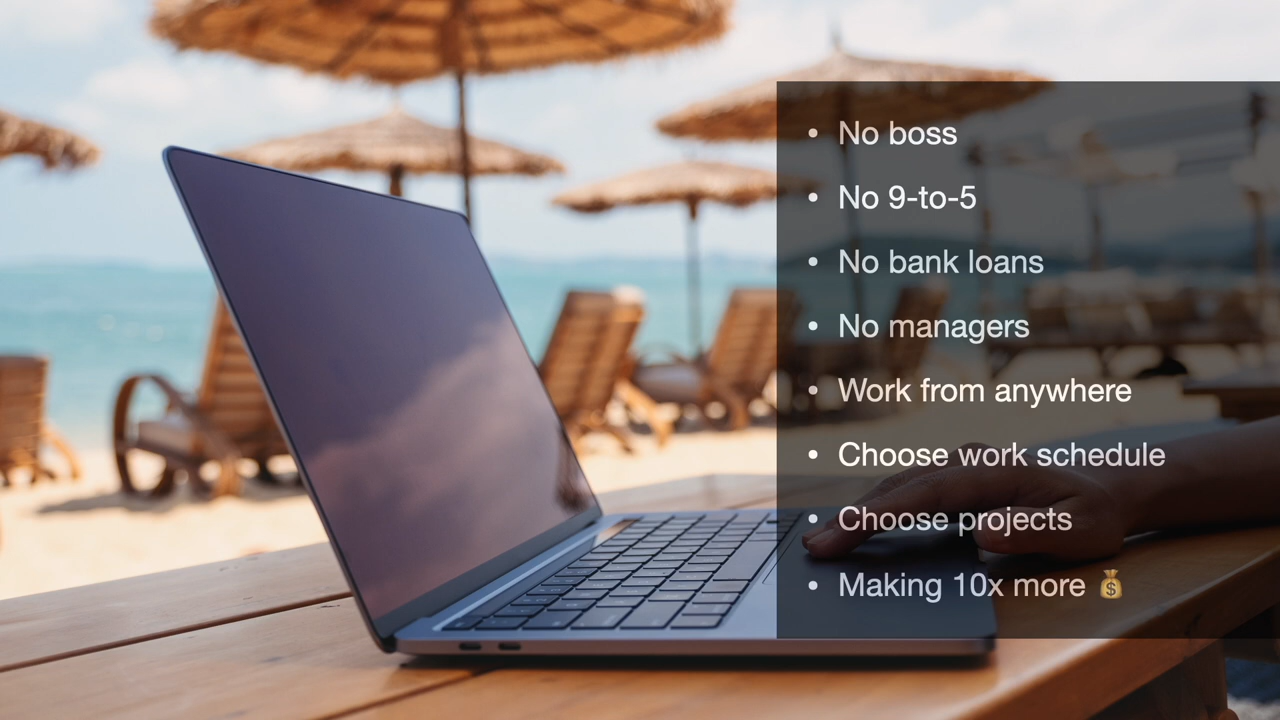 • No boss
• No 9-to-5
• No bank loans
• No managers
• Work from anywhere
• Choose work schedule
• Choose projects
• Making 10x more 💰